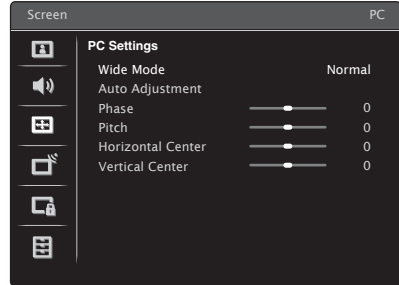 Screen PC
PC Settings
Wide Mode Normal
Auto Adjustment
Phase 0
Pitch 0
Horizontal Center 0
Vertical Center 0